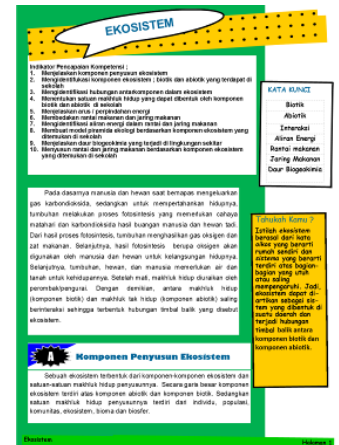 EKOSISTEM
Indikator Pencapaian Kompetensi :
1. Menjelaskan komponen penyusun ekosistem
2. Mengidentifukasi komponen ekosistem ; biotis dan abiotik yang terdapat di
sekolah
3. Mengidentifikasi hubungan antarkomponen dalam ekosistem
4. Menentukan satuan makhluk hidup yang dapat dibentuk oleh komponen
biotik dan abiotik di sekolah
5. Menjelaskan arus / perpindahan energi
6. Membedakan rantai makanan dan jaring makanan
7. Mengidentifikasi aliran energi dalam rantai dan jaring makanan
8. Membuat model piramida ekologi berdasarkan komponen ekosistem yang
ditemukan di sekolah
9. Menjelaskan daur biogeokimia yang terjadi di lingkungan sekitar
10. Menyusun rantai dan jaring makanan berdasarkan komponen ekosistem
yang ditemukan di sekolah
KATA KUNCI
Biotik
Abiotik
Interaksi
Aliran Energi
Rantai makanan
Jaring Makanan
Daur Biogeokimia
Pada dasarnya manusia dan hewan saat bernapas mengeluarkan
gas karbondioksida, sedangkan untuk mempertahankan hidupnya,
tumbuhan melakukan proses fotosintesis yang memerlukan cahaya
matahari dan karbondioksida hasil buangan manusia dan hewan tadi.
Dari hasil proses fotosintesis, tumbuhan menghasilkan gas oksigen dan
zat makanan. Selanjutnya, hasil fotosintesis berupa oksigen akan
digunakan oleh manusia dan hewan untuk kelangsungan hidupnya.
Selanjutnya, tumbuhan, hewan, dan manusia memerlukan air dan
tanah untuk kehidupannya. Setelah mati, makhluk hidup diuraikan oleh
perombak/pengurai. Dengan demikian, antara makhluk hidup
(komponen biotik) dan makhluk tak hidup (komponen abiotik) saling
berinteraksi sehingga terbentuk hubungan timbal balik yang disebut
ekosistem.
Tahukah Kamu ?
Istilah ekosistem
berasal dari kata
oikos yang berarti
rumah sendiri dan
sistema yang berarti
terdiri atas bagian-
bagian yang utuh
atau saling
mempengaruhi. Jadi,
ekosistem dapat di-
artikan sebagai sis-
tem yang dibentuk di
suatu daerah dan
terjadi hubungan
timbal balik antara
komponen biotik dan
komponen abiotik.
A Komponen Penyusun Ekosistem
Sebuah ekosistem terbentuk dari komponen-komponen ekosistem dan
satuan-satuan makhluk hidup penyusunnya. Secara garis besar komponen
ekosistem terdiri atas komponen abiotik dan komponen biotik. Sedangkan
satuan makhluk hidup penyusunnya terdiri dari individu, populasi,
komunitas, ekosistem, bioma dan biosfer.
Ekosistem
Halaman 1